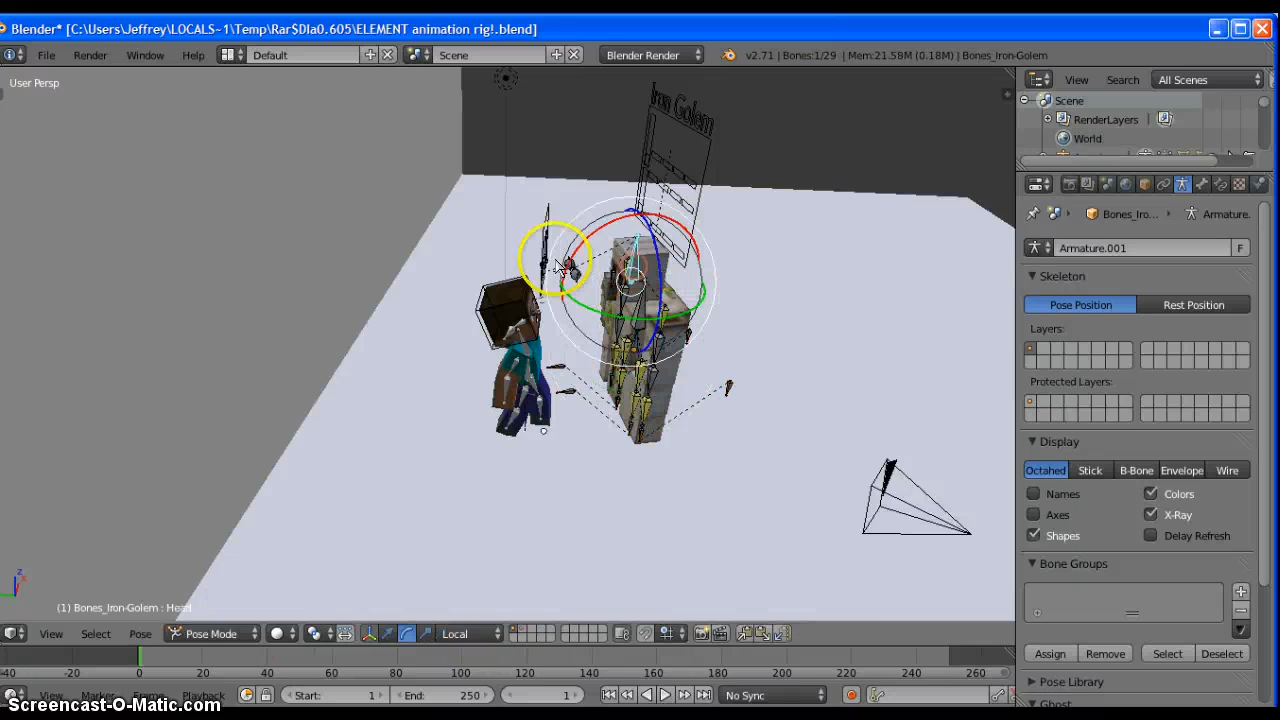 Blender* [C:\Users\Jeffrey\LOCALS~1\Temp\Rar$DIa0.605\ELEMENT animation rig!.blend]
File Render Window Help Default Scene Blender Render v2.71 | Bones:1/29 | Mem:21.58M (0.18M) | Bones_Iron-Golem
User Persp
View Search All Scenes
Scene
RenderLayers
World
Iron Golem
Bones_Iro... Armature.
Armature.001 F
Skeleton
Pose Position Rest Position
Layers:
Protected Layers:
Display
Octahed Stick B-Bone Envelope Wire
Names Colors
Axes X-Ray
Shapes Delay Refresh
Bone Groups
Assign Remove Select Deselect
Pose Library
Ghost
z
x
(1) Bones_Iron-Golem : Head
View Select Pose Pose Mode Local
-40 -20 0 20 40 60 80 100 120 140 160 180 200 220 240 260
View Marker Frame Playback Start: 1 End: 250 1 No Sync
Screencast-O-Matic.com